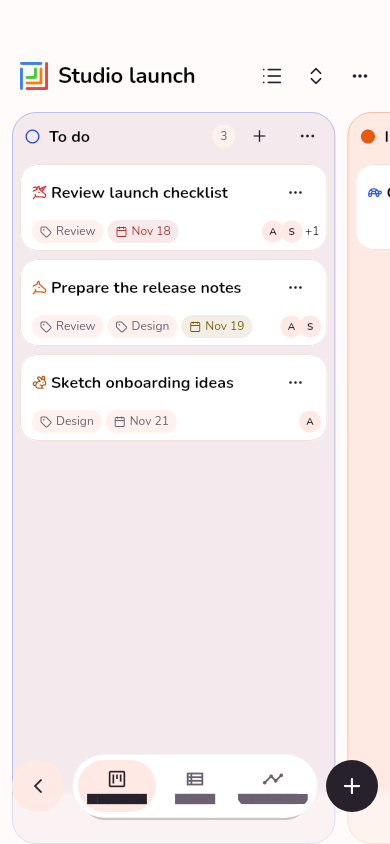 Studio launch
To do 3
Review launch checklist
Review Nov 18 A S +1
Prepare the release notes
Review Design Nov 19 A S
Sketch onboarding ideas
Design Nov 21 A